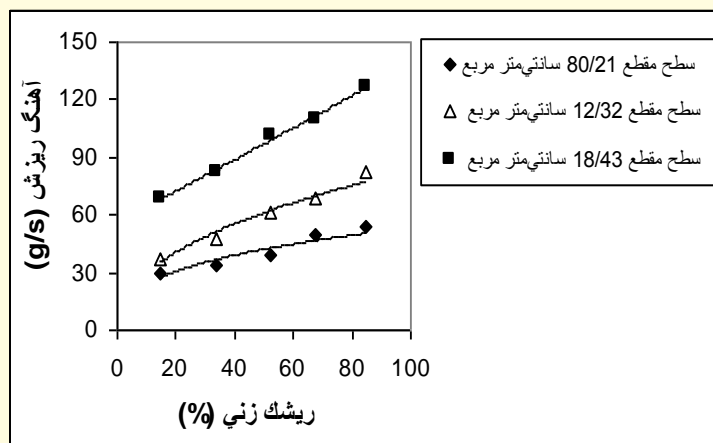 150
120
90
60
30
0
آهنگ ريزش (g/s)
0 20 40 60 80 100
ريشك زني (%)
سطح مقطع 80/21 سانتي‌متر مربع
سطح مقطع 12/32 سانتي‌متر مربع
سطح مقطع 18/43 سانتي‌متر مربع